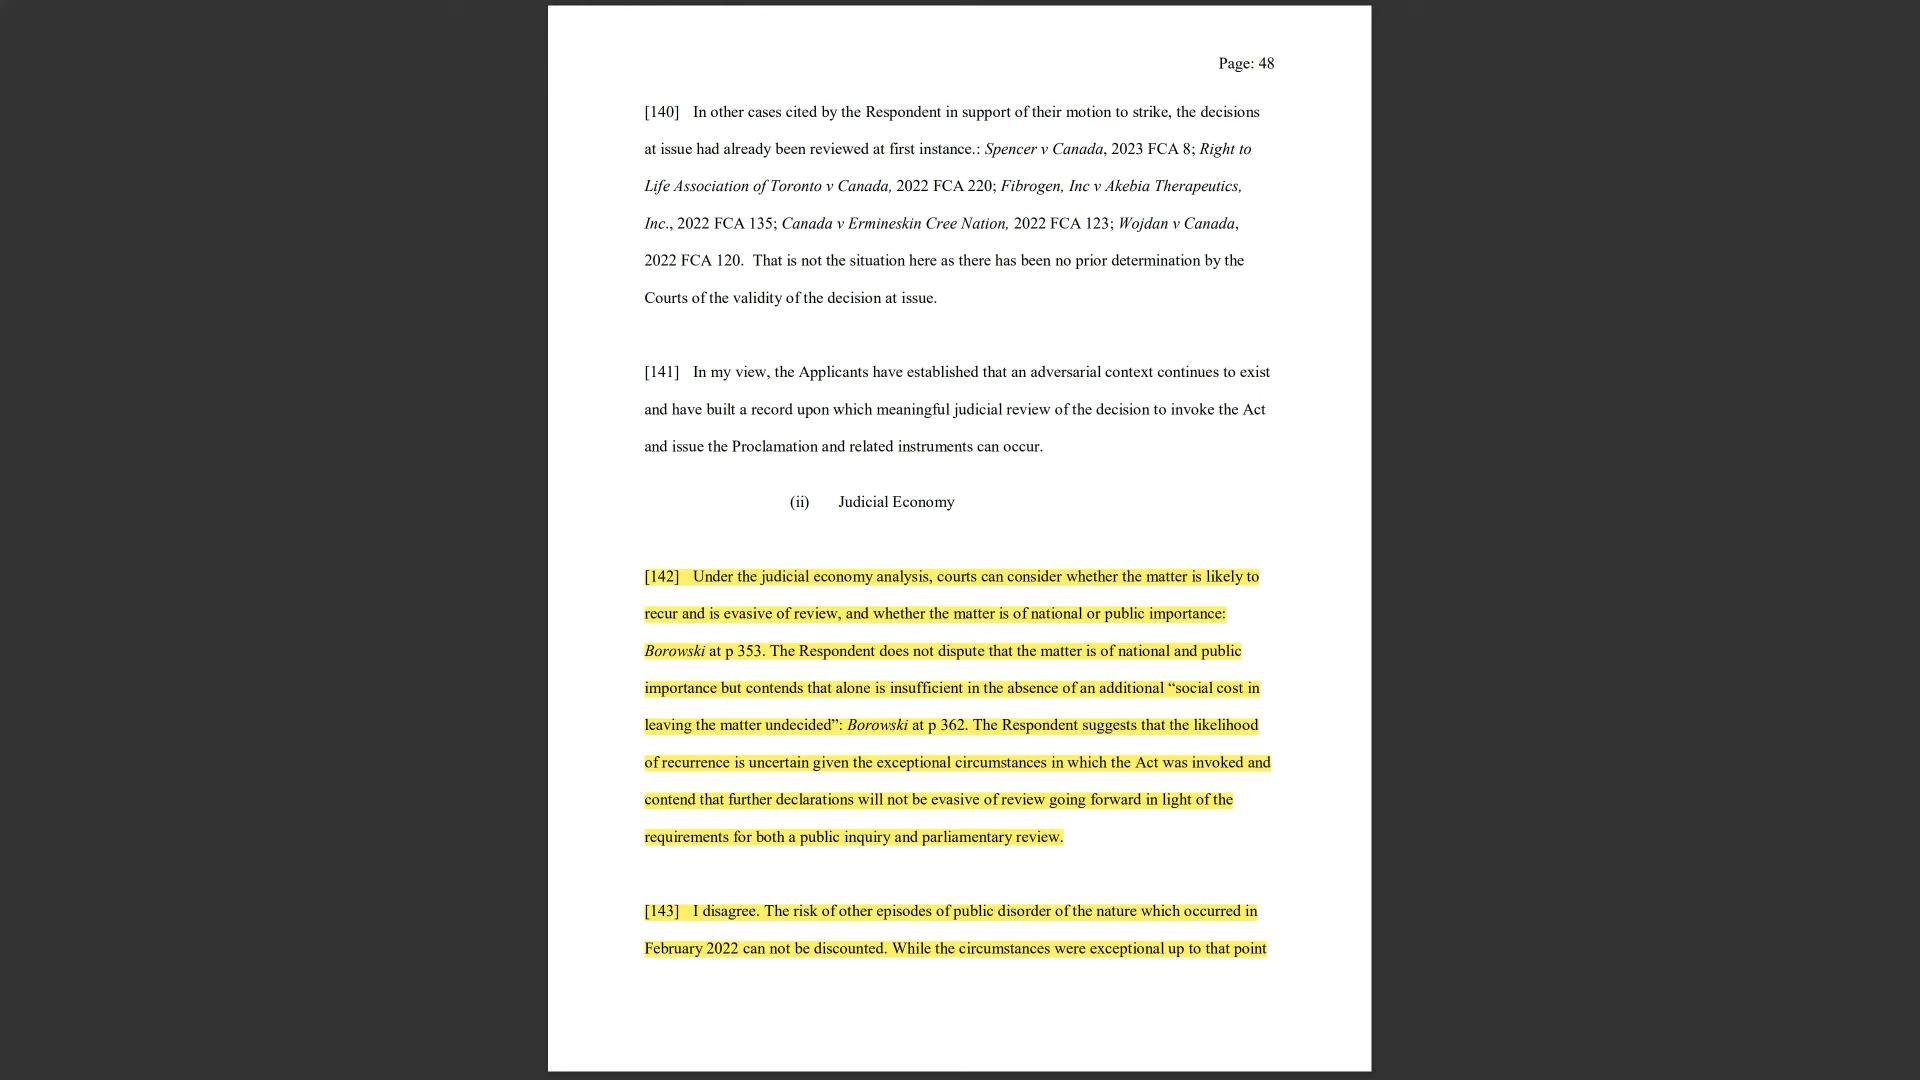 Page: 48
[140] In other cases cited by the Respondent in support of their motion to strike, the decisions
at issue had already been reviewed at first instance.: Spencer v Canada, 2023 FCA 8; Right to
Life Association of Toronto v Canada, 2022 FCA 220; Fibrogen, Inc v Akebia Therapeutics,
Inc., 2022 FCA 135; Canada v Ermineskin Cree Nation, 2022 FCA 123; Wojdan v Canada,
2022 FCA 120. That is not the situation here as there has been no prior determination by the
Courts of the validity of the decision at issue.
[141] In my view, the Applicants have established that an adversarial context continues to exist
and have built a record upon which meaningful judicial review of the decision to invoke the Act
and issue the Proclamation and related instruments can occur.
(ii) Judicial Economy
[142] Under the judicial economy analysis, courts can consider whether the matter is likely to
recur and is evasive of review, and whether the matter is of national or public importance:
Borowski at p 353. The Respondent does not dispute that the matter is of national and public
importance but contends that alone is insufficient in the absence of an additional “social cost in
leaving the matter undecided”: Borowski at p 362. The Respondent suggests that the likelihood
of recurrence is uncertain given the exceptional circumstances in which the Act was invoked and
contend that further declarations will not be evasive of review going forward in light of the
requirements for both a public inquiry and parliamentary review.
[143] I disagree. The risk of other episodes of public disorder of the nature which occurred in
February 2022 can not be discounted. While the circumstances were exceptional up to that point